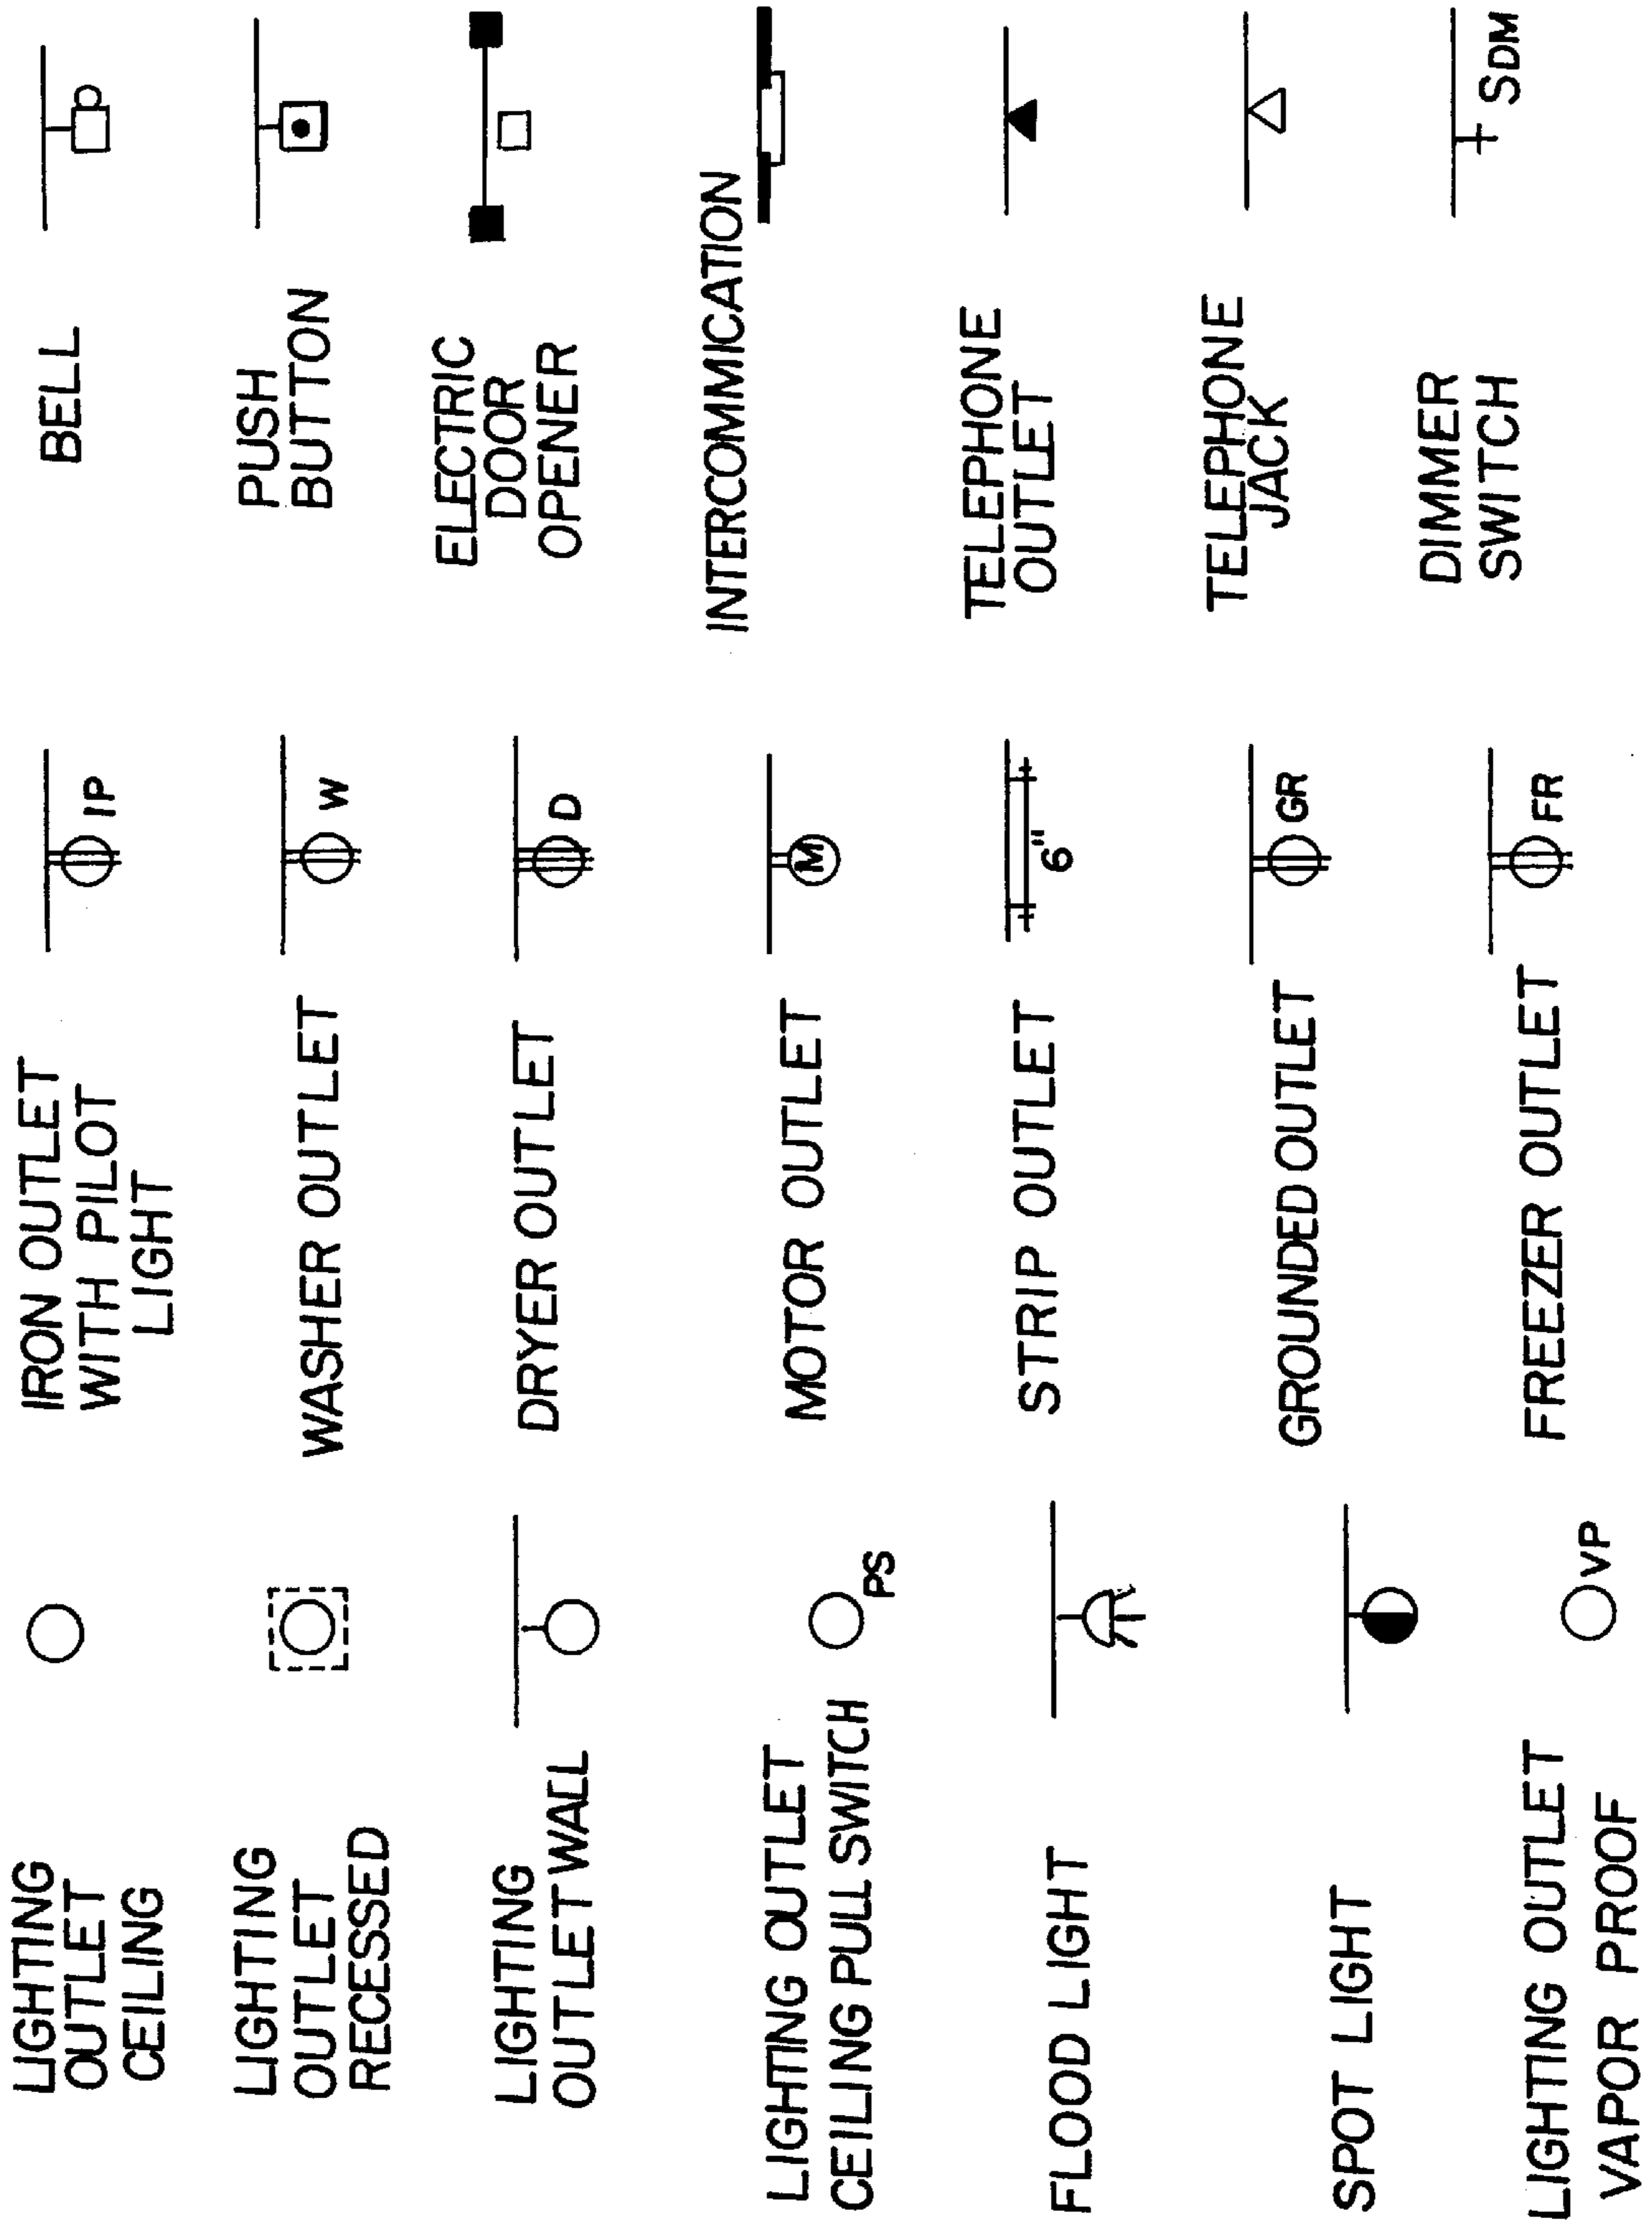 LIGHTING
OUTLET
CEILING
LIGHTING
OUTLET
RECESSED
LIGHTING
OUTLET WALL
LIGHTING OUTLET
CEILING PULL SWITCH
PS
FLOOD LIGHT
SPOT LIGHT
LIGHTING OUTLET
VAPOR PROOF
VP
IRON OUTLET
WITH PILOT
LIGHT
IP
WASHER OUTLET
W
DRYER OUTLET
D
MOTOR OUTLET
M
STRIP OUTLET
6"
GROUNDED OUTLET
GR
FREEZER OUTLET
FR
BELL
PUSH
BUTTON
ELECTRIC
DOOR
OPENER
INTERCOMMICATION
TELEPHONE
OUTLET
TELEPHONE
JACK
DIMMER
SWITCH
SDM